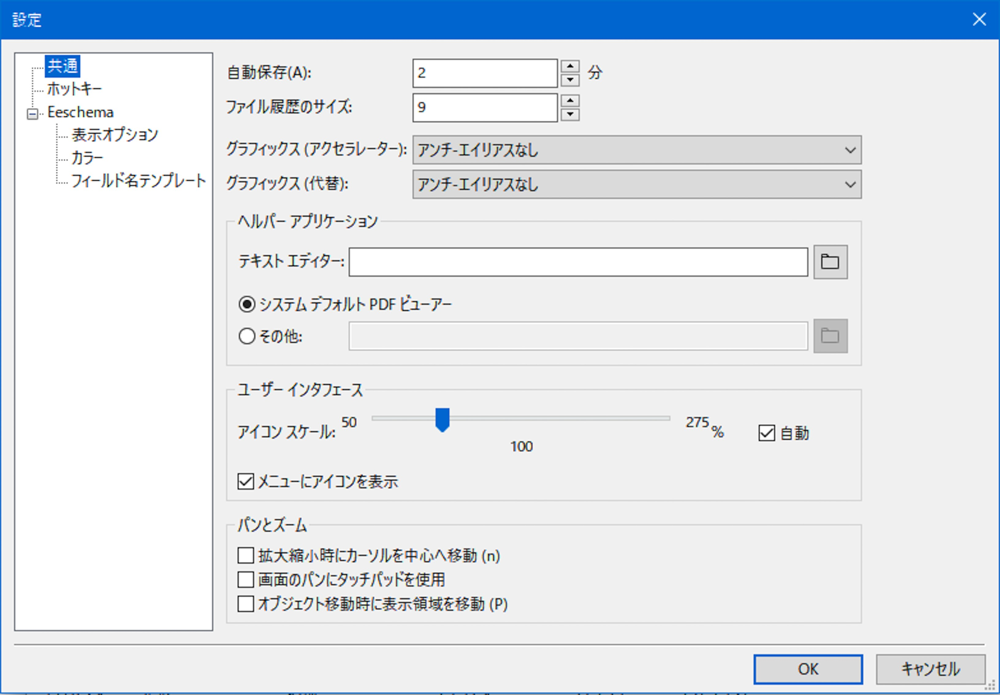 設定
共通
ホットキー
Eeschema
表示オプション
カラー
フィールド名テンプレート
自動保存(A): 2 分
ファイル履歴のサイズ: 9
グラフィックス (アクセラレーター): アンチ-エイリアスなし
グラフィックス (代替): アンチ-エイリアスなし
ヘルパー アプリケーション
テキスト エディター:
システム デフォルト PDF ビューアー
その他:
ユーザー インタフェース
アイコン スケール: 50 275 % 自動
100
メニューにアイコンを表示
パンとズーム
拡大縮小時にカーソルを中心へ移動 (n)
画面のパンにタッチパッドを使用
オブジェクト移動時に表示領域を移動 (P)
OK キャンセル